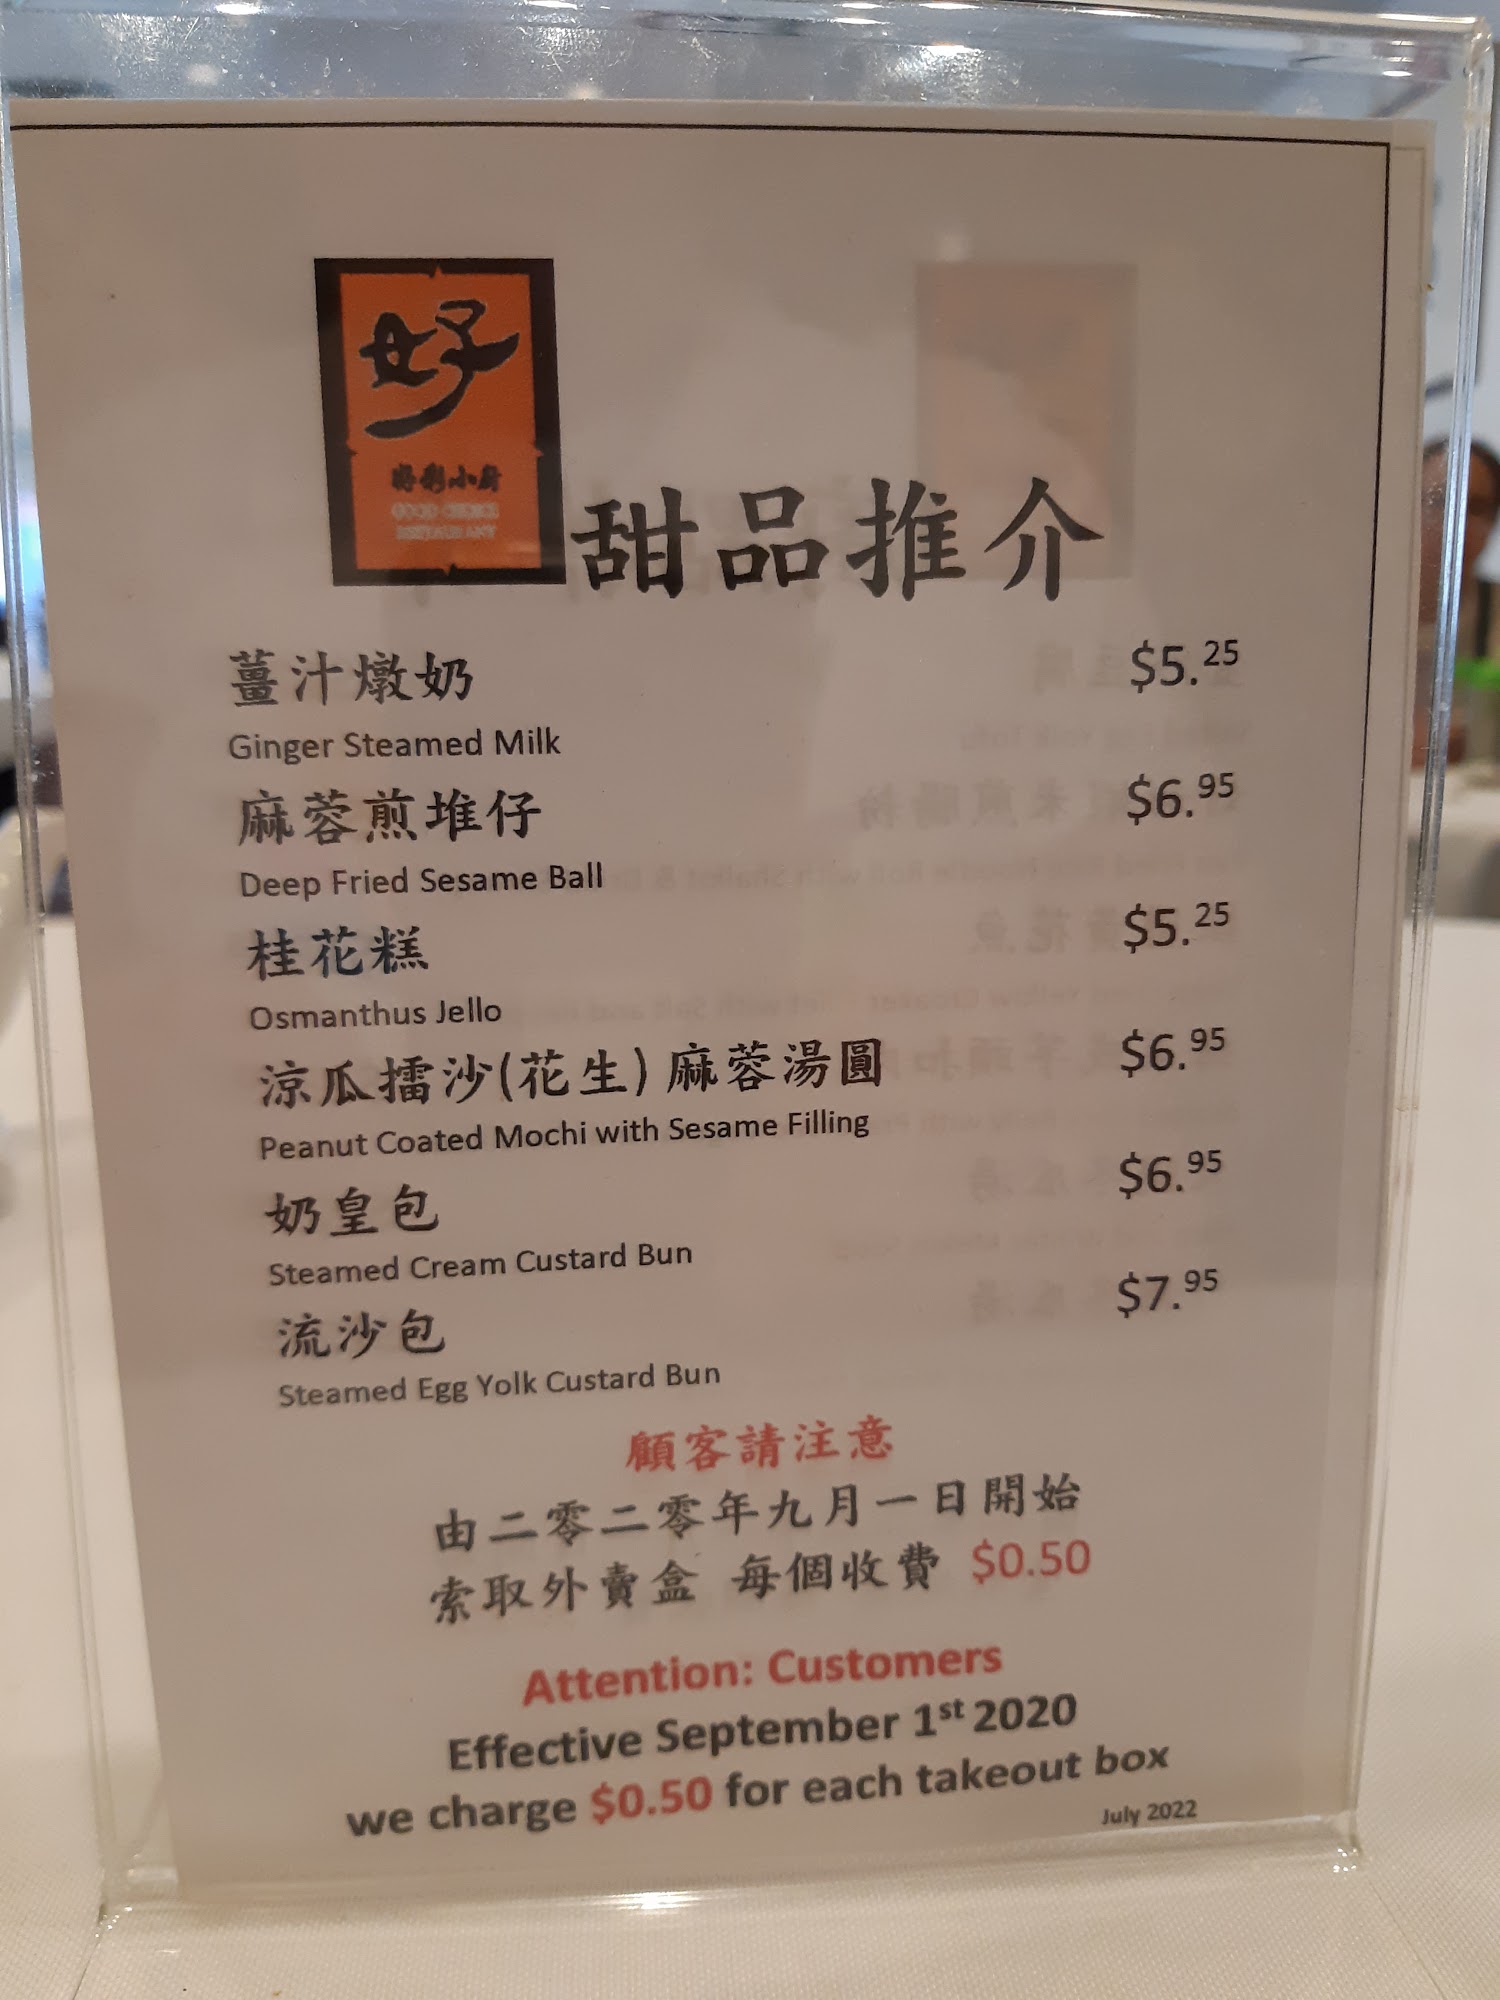 好
好彩小厨
GOOD CHOICE
RESTAURANT
甜品推介
薑汁燉奶 $5.25
Ginger Steamed Milk
麻蓉煎堆仔 $6.95
Deep Fried Sesame Ball
桂花糕 $5.25
Osmanthus Jello
涼瓜擂沙(花生) 麻蓉湯圓 $6.95
Peanut Coated Mochi with Sesame Filling
奶皇包 $6.95
Steamed Cream Custard Bun
流沙包 $7.95
Steamed Egg Yolk Custard Bun
顧客請注意
由二零二零年九月一日開始
索取外賣盒 每個收費 $0.50
Attention: Customers
Effective September 1st 2020
we charge $0.50 for each takeout box
July 2022